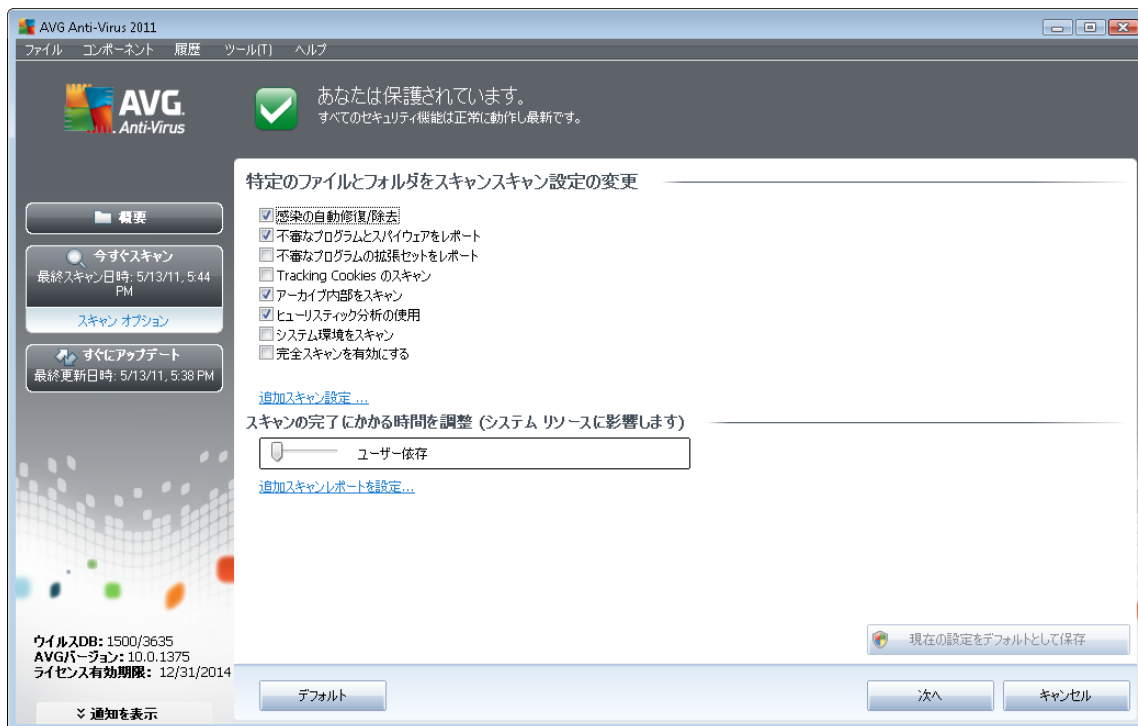 AVG Anti-Virus 2011
ファイル コンポーネント 履歴 ツール(T) ヘルプ
AVG.
Anti-Virus
あなたは保護されています。
すべてのセキュリティ機能は正常に動作し最新です。
概要
今すぐスキャン
最終スキャン日時: 5/13/11, 5:44
PM
スキャン オプション
すぐにアップデート
最終更新日時: 5/13/11, 5:38 PM
ウイルスDB: 1500/3635
AVGバージョン: 10.0.1375
ライセンス有効期限: 12/31/2014
通知を表示
特定のファイルとフォルダをスキャンスキャン設定の変更
感染の自動修復/除去
不審なプログラムとスパイウェアをレポート
不審なプログラムの拡張セットをレポート
Tracking Cookies のスキャン
アーカイブ内部をスキャン
ヒューリスティック分析の使用
システム環境をスキャン
完全スキャンを有効にする
追加スキャン設定 ...
スキャンの完了にかかる時間を調整 (システム リソースに影響します)
ユーザー依存
追加スキャンレポートを設定...
現在の設定をデフォルトとして保存
デフォルト
次へ
キャンセル